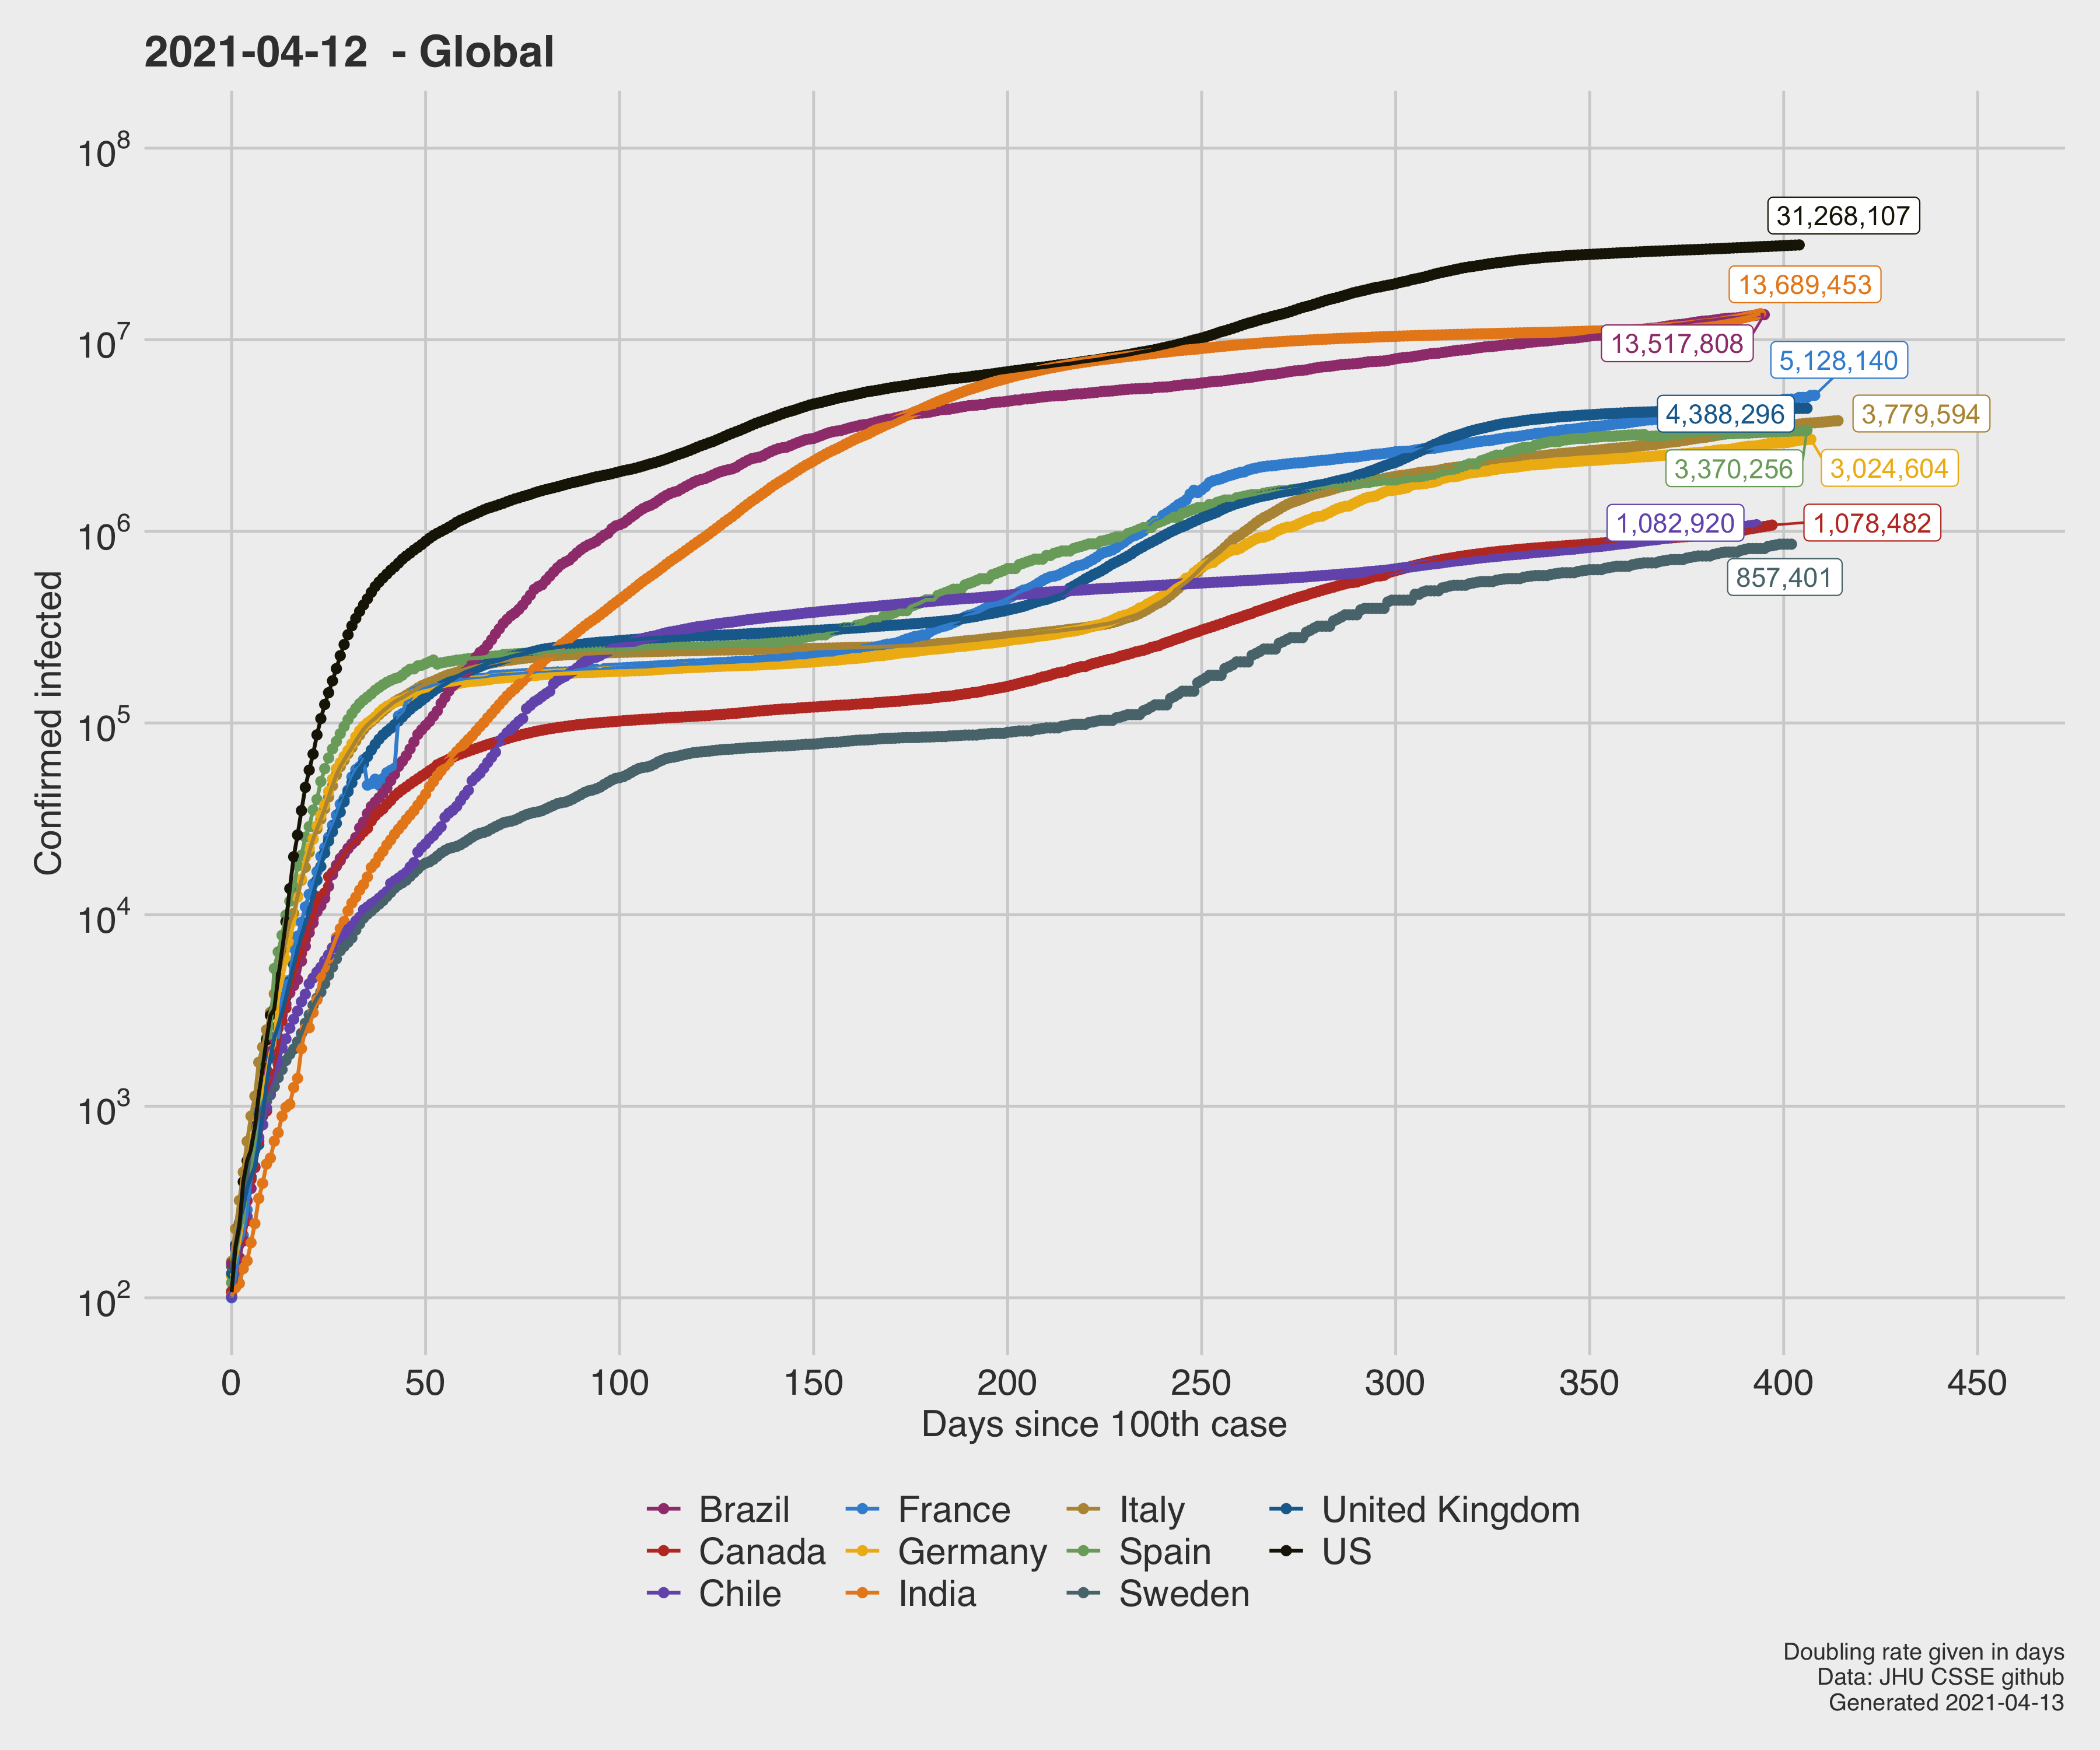 2021-04-12 - Global
Confirmed infected
10^8
10^7
10^6
10^5
10^4
10^3
10^2
31,268,107
13,689,453
13,517,808
5,128,140
4,388,296
3,779,594
3,370,256
3,024,604
1,082,920
1,078,482
857,401
0 50 100 150 200 250 300 350 400 450
Days since 100th case
Brazil France Italy United Kingdom
Canada Germany Spain US
Chile India Sweden
Doubling rate given in days
Data: JHU CSSE github
Generated 2021-04-13